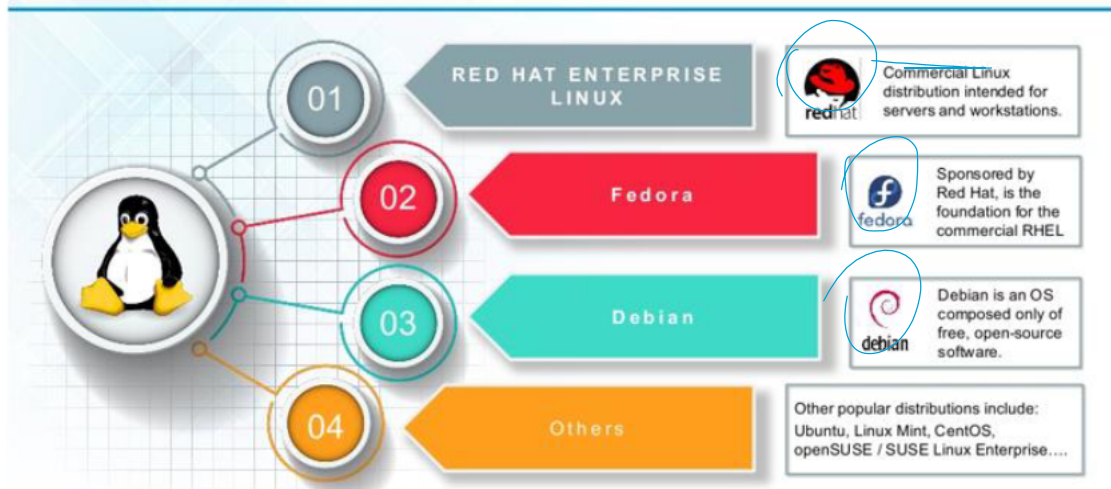 01
RED HAT ENTERPRISE
LINUX
redhat
Commercial Linux
distribution intended for
servers and workstations.
02
Fedora
fedora
Sponsored by
Red Hat, is the
foundation for the
commercial RHEL
03
Debian
debian
Debian is an OS
composed only of
free, open-source
software.
04
Others
Other popular distributions include:
Ubuntu, Linux Mint, CentOS,
openSUSE / SUSE Linux Enterprise....